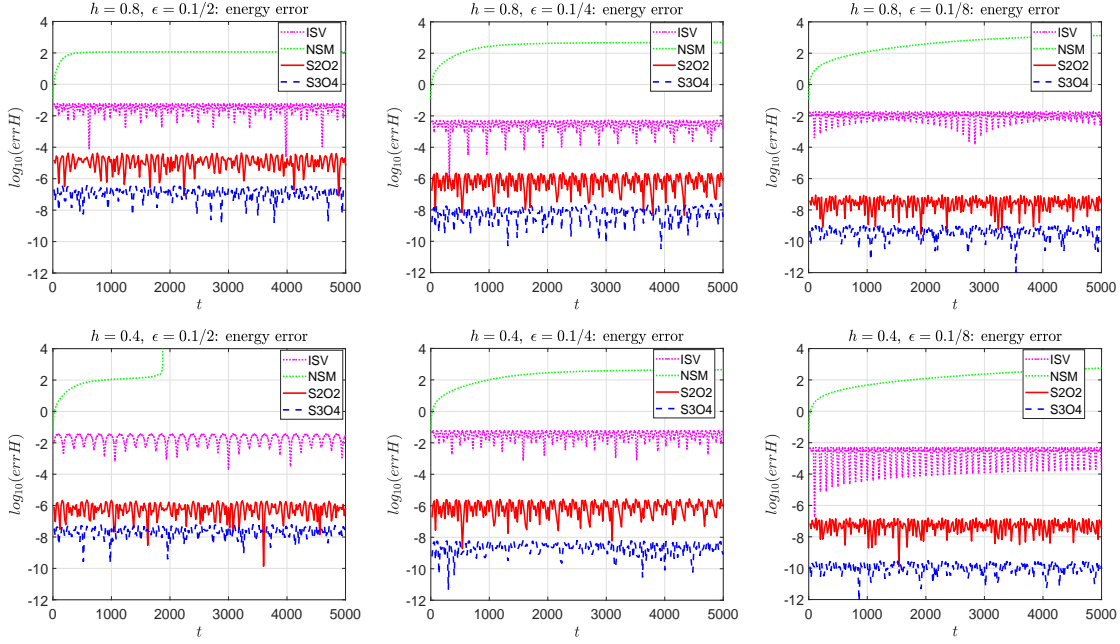 h = 0.8, ϵ = 0.1/2: energy error
4
2
0
-2
-4
-6
-8
-10
-12
log₁₀(errH)
0 1000 2000 3000 4000 5000
t
ISV
NSM
S2O2
S3O4
h = 0.8, ϵ = 0.1/4: energy error
4
2
0
-2
-4
-6
-8
-10
-12
log₁₀(errH)
0 1000 2000 3000 4000 5000
t
ISV
NSM
S2O2
S3O4
h = 0.8, ϵ = 0.1/8: energy error
4
2
0
-2
-4
-6
-8
-10
-12
log₁₀(errH)
0 1000 2000 3000 4000 5000
t
ISV
NSM
S2O2
S3O4
h = 0.4, ϵ = 0.1/2: energy error
4
2
0
-2
-4
-6
-8
-10
-12
log₁₀(errH)
0 1000 2000 3000 4000 5000
t
ISV
NSM
S2O2
S3O4
h = 0.4, ϵ = 0.1/4: energy error
4
2
0
-2
-4
-6
-8
-10
-12
log₁₀(errH)
0 1000 2000 3000 4000 5000
t
ISV
NSM
S2O2
S3O4
h = 0.4, ϵ = 0.1/8: energy error
4
2
0
-2
-4
-6
-8
-10
-12
log₁₀(errH)
0 1000 2000 3000 4000 5000
t
ISV
NSM
S2O2
S3O4